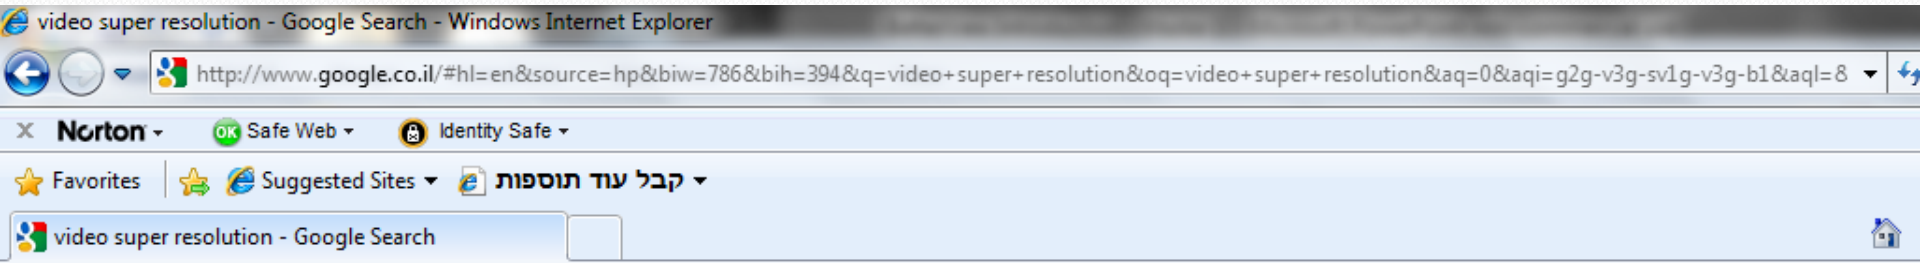 video super resolution - Google Search - Windows Internet Explorer
http://www.google.co.il/#hl=en&source=hp&biw=786&bih=394&q=video+super+resolution&oq=video+super+resolution&aq=0&aqi=g2g-v3g-sv1g-v3g-b1&aql=8
X Norton OK Safe Web Identity Safe
Favorites Suggested Sites קבל עוד תוספות
video super resolution - Google Search